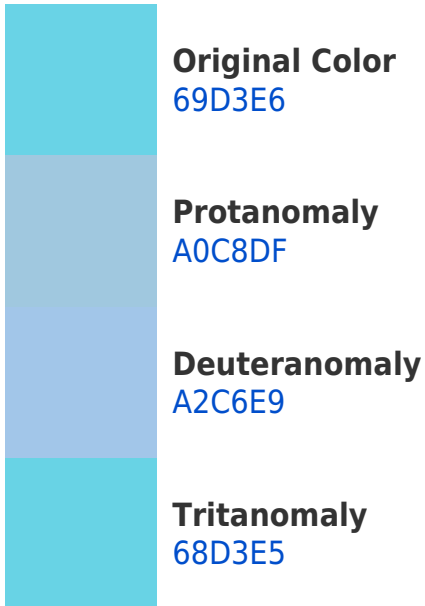 Original Color
69D3E6
Protanomaly
A0C8DF
Deuteranomaly
A2C6E9
Tritanomaly
68D3E5